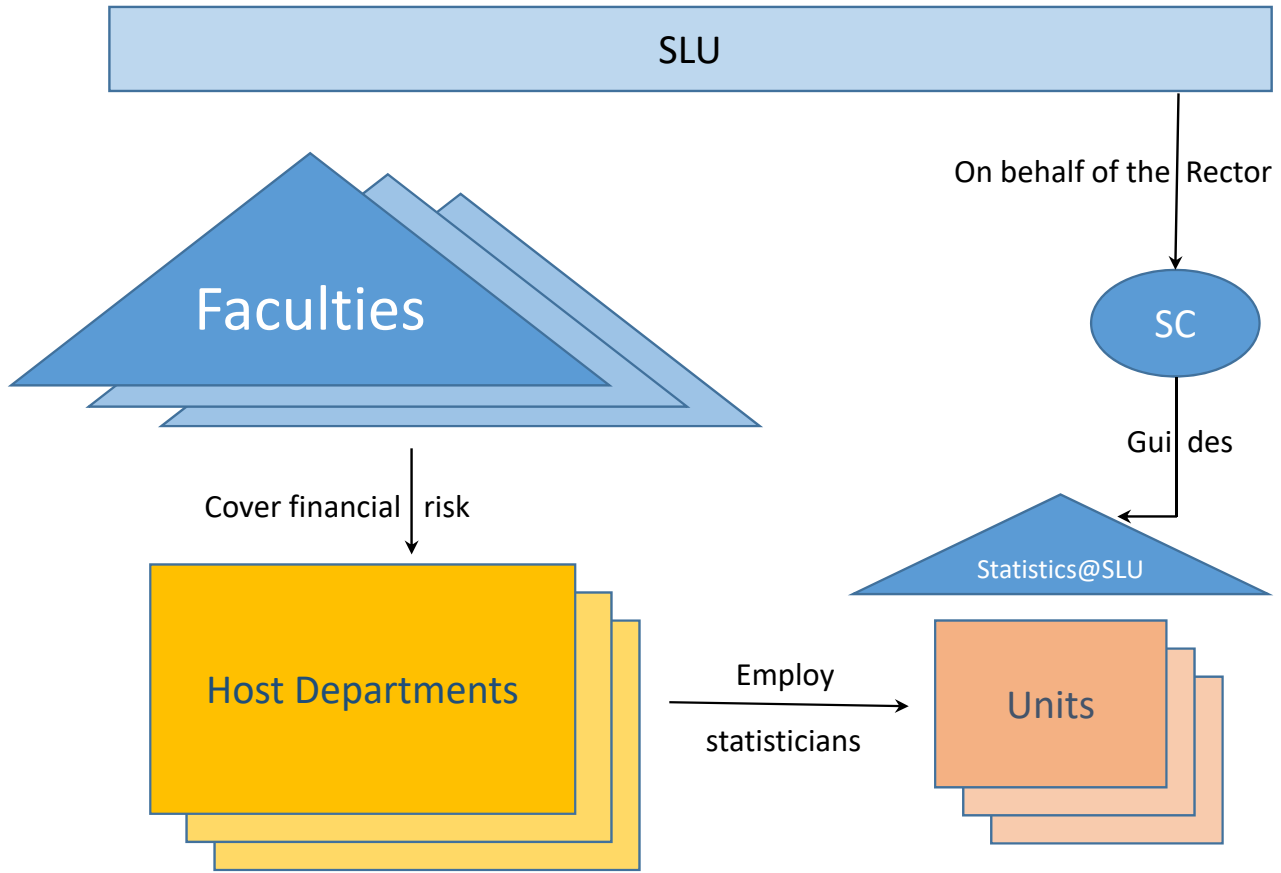 SLU
On behalf of the Rector
Faculties
SC
Guides
Cover financial risk
Statistics@SLU
Host Departments
Employ
statisticians
Units